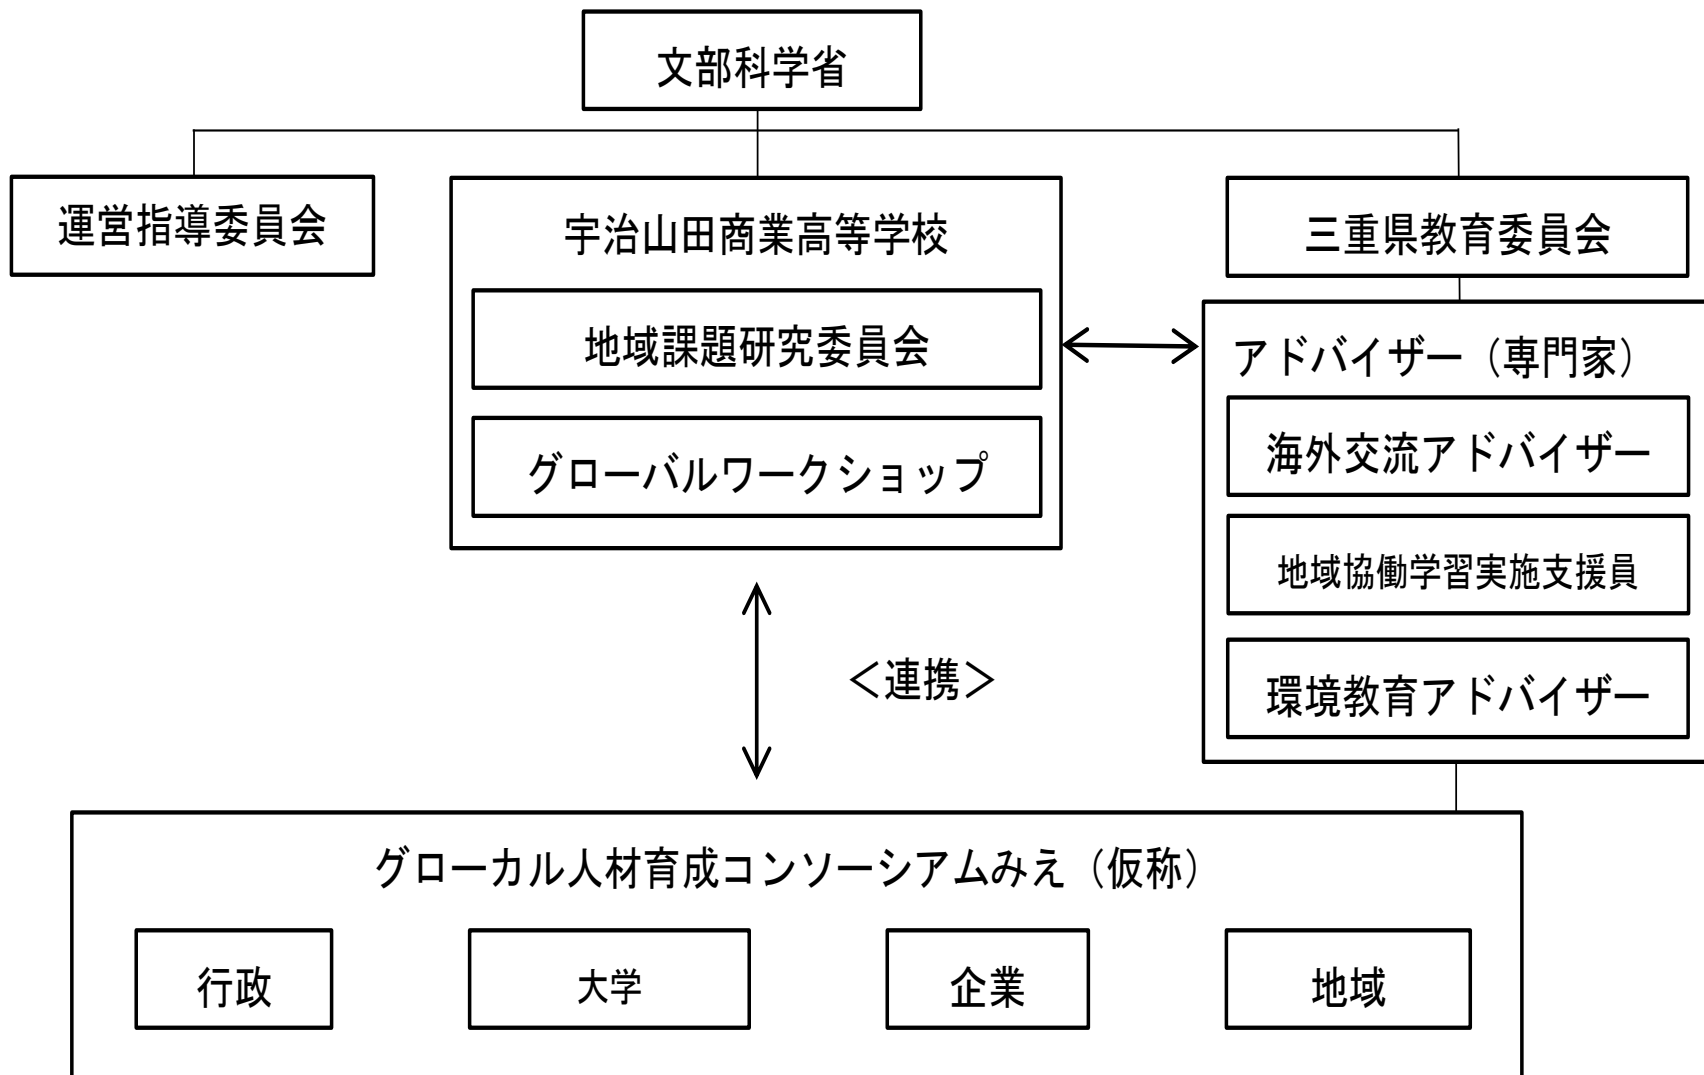 文部科学省
運営指導委員会
宇治山田商業高等学校
三重県教育委員会
地域課題研究委員会
グローバルワークショップ
アドバイザー（専門家）
海外交流アドバイザー
地域協働学習実施支援員
環境教育アドバイザー
＜連携＞
グローカル人材育成コンソーシアムみえ（仮称）
行政
大学
企業
地域